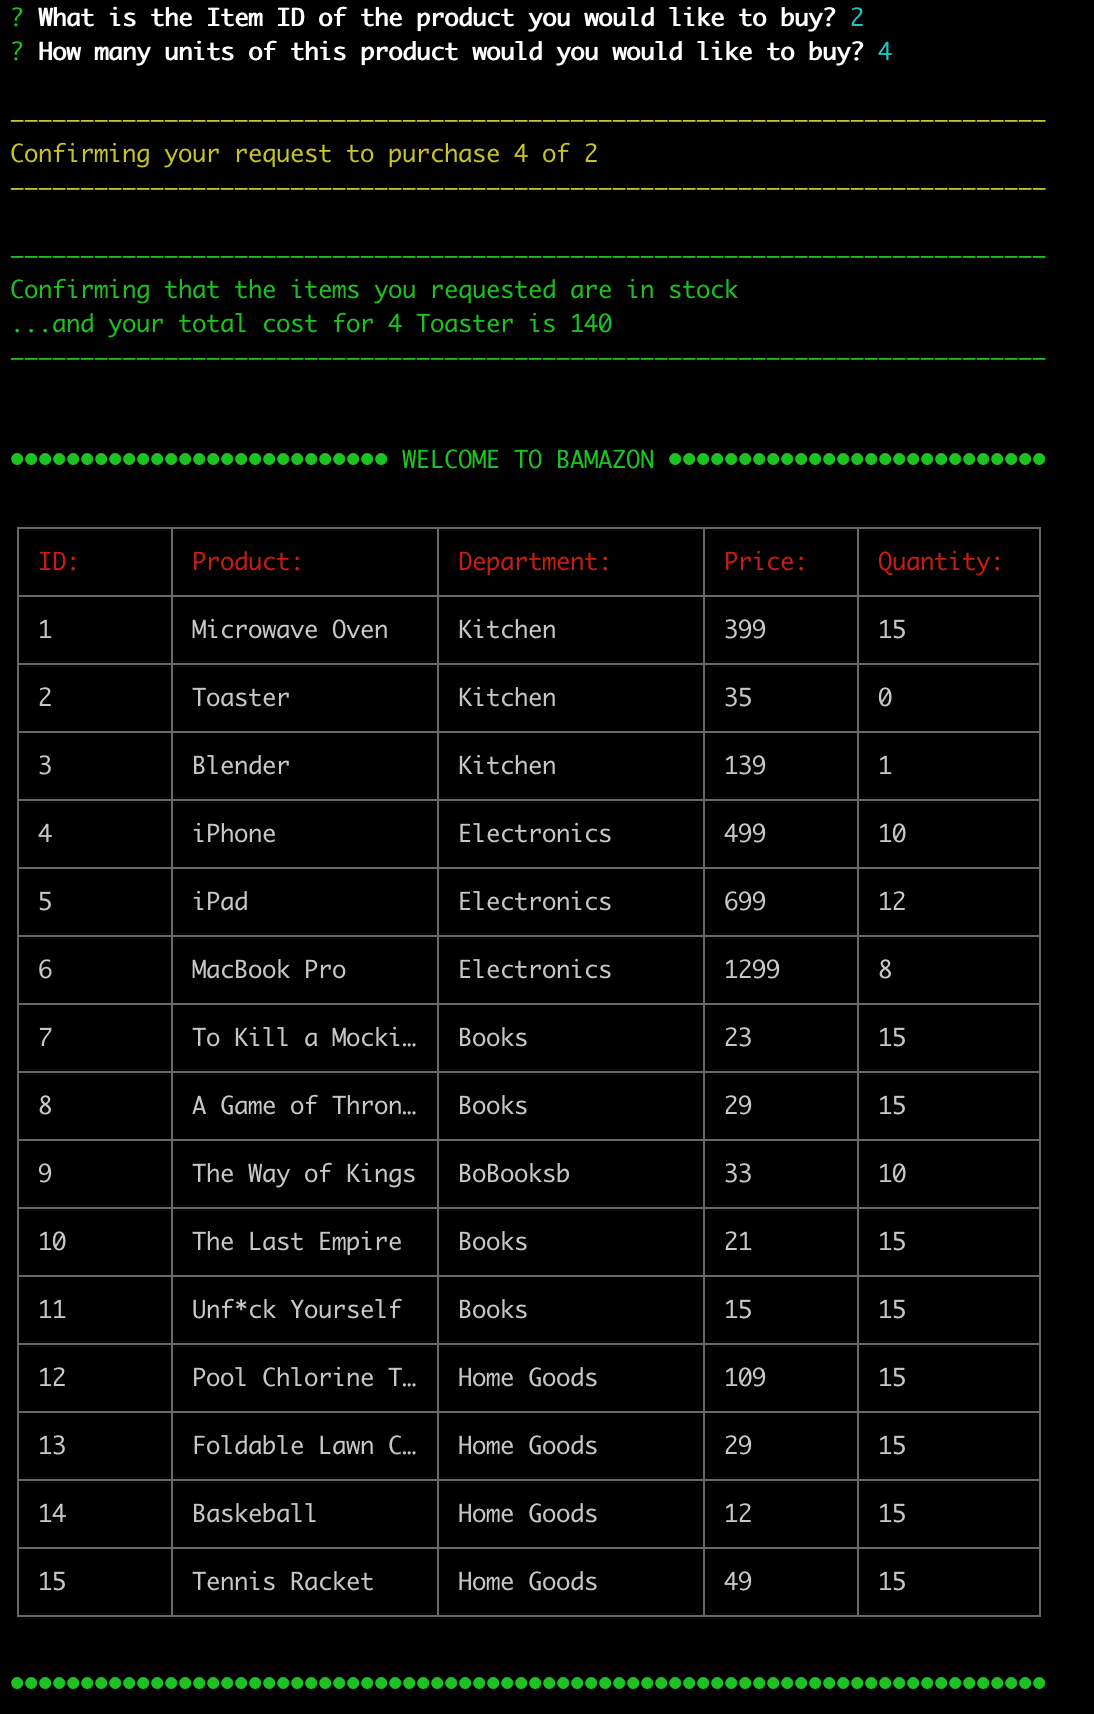 ? What is the Item ID of the product you would like to buy? 2
? How many units of this product would you would like to buy? 4
Confirming your request to purchase 4 of 2
Confirming that the items you requested are in stock
...and your total cost for 4 Toaster is 140
WELCOME TO BAMAZON
ID: Product: Department: Price: Quantity:
1 Microwave Oven Kitchen 399 15
2 Toaster Kitchen 35 0
3 Blender Kitchen 139 1
4 iPhone Electronics 499 10
5 iPad Electronics 699 12
6 MacBook Pro Electronics 1299 8
7 To Kill a Mocki… Books 23 15
8 A Game of Thron… Books 29 15
9 The Way of Kings BoBooksb 33 10
10 The Last Empire Books 21 15
11 Unf*ck Yourself Books 15 15
12 Pool Chlorine T… Home Goods 109 15
13 Foldable Lawn C… Home Goods 29 15
14 Baskeball Home Goods 12 15
15 Tennis Racket Home Goods 49 15